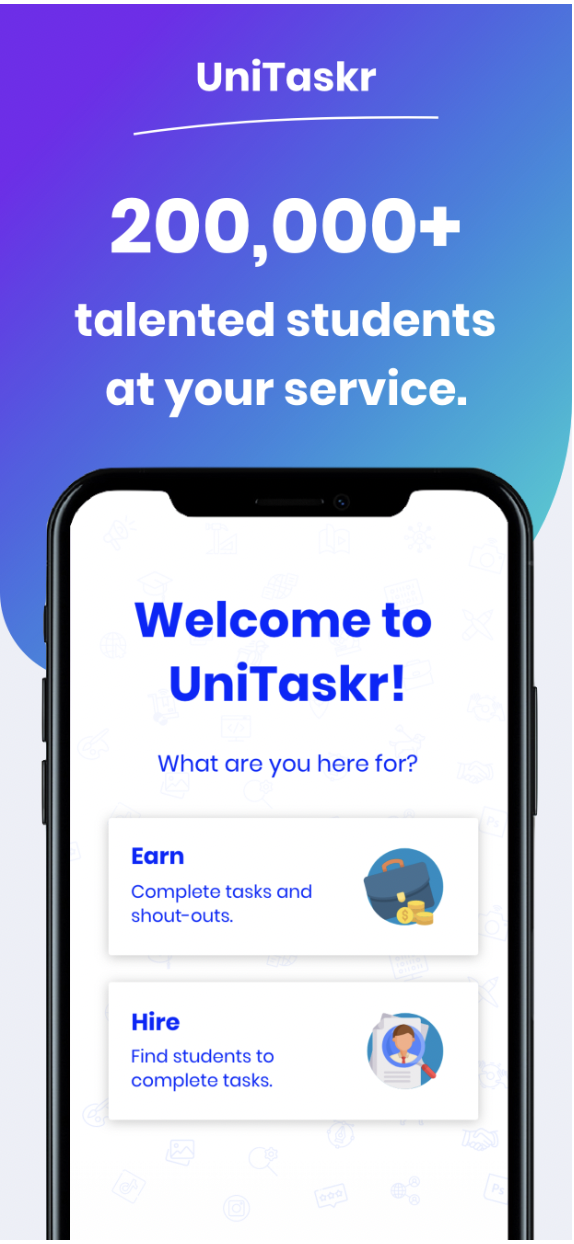 UniTaskr
200,000+
talented students
at your service.
Welcome to
UniTaskr!
What are you here for?
Earn
Complete tasks and
shout-outs.
$
Hire
Find students to
complete tasks.
Ps